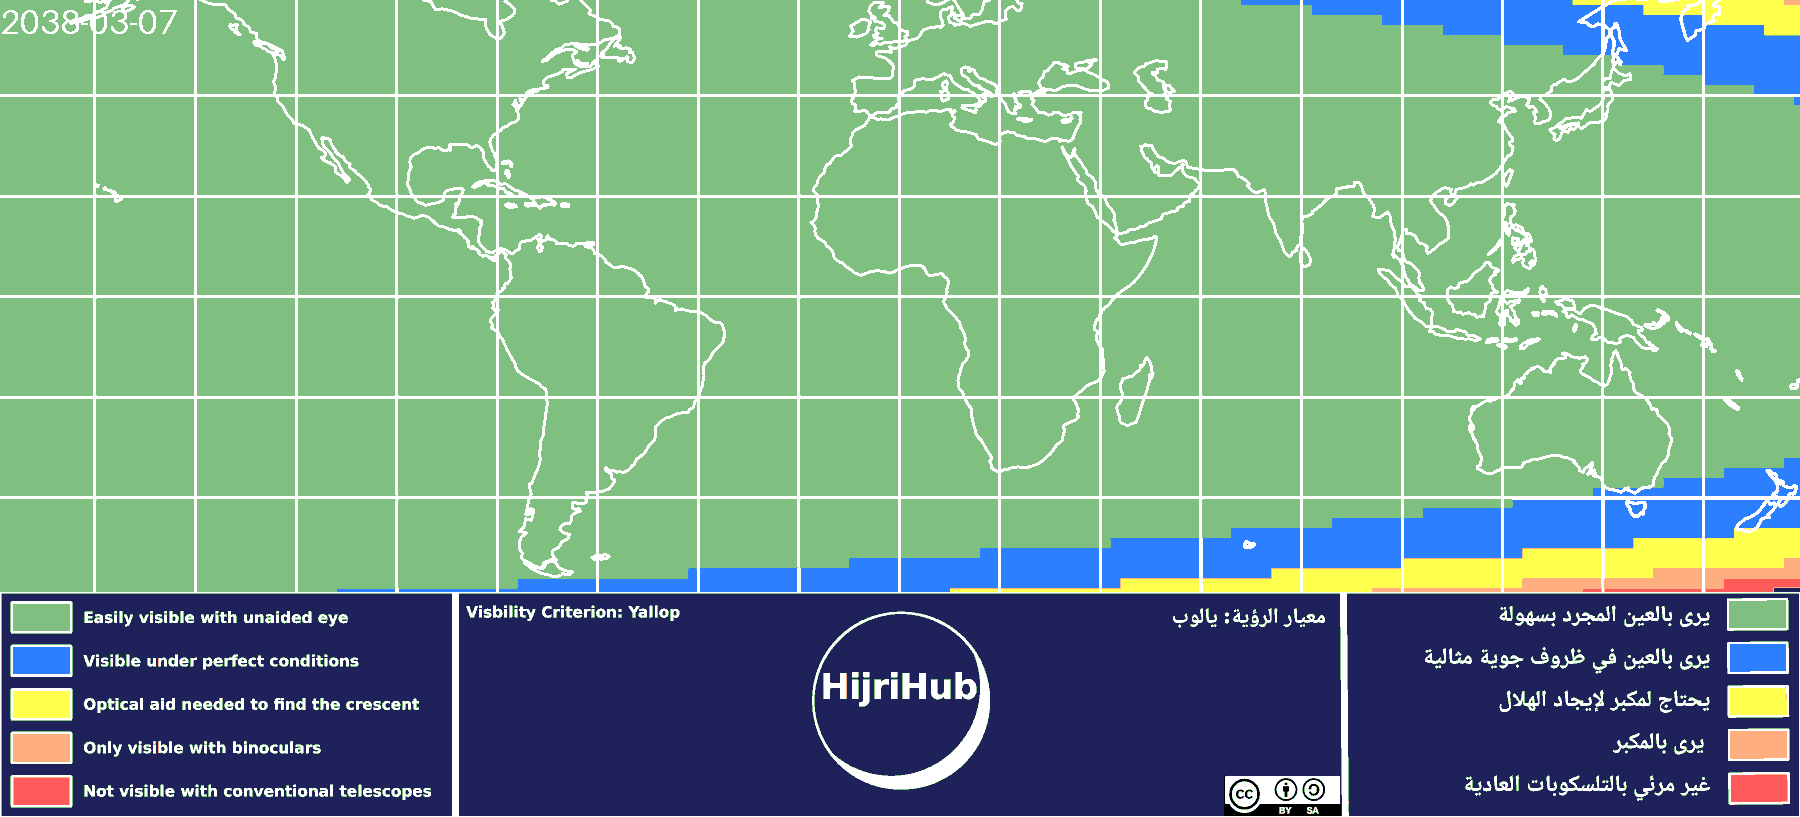 2038-03-07
Easily visible with unaided eye
Visible under perfect conditions
Optical aid needed to find the crescent
Only visible with binoculars
Not visible with conventional telescopes
Visbility Criterion: Yallop
معيار الرؤية: يالوب
HijriHub
cc
BY SA
يرى بالعين المجرد بسهولة
يرى بالعين في ظروف جوية مثالية
يحتاج لمكبر لإيجاد الهلال
يرى بالمكبر
غير مرئي بالتلسكوبات العادية